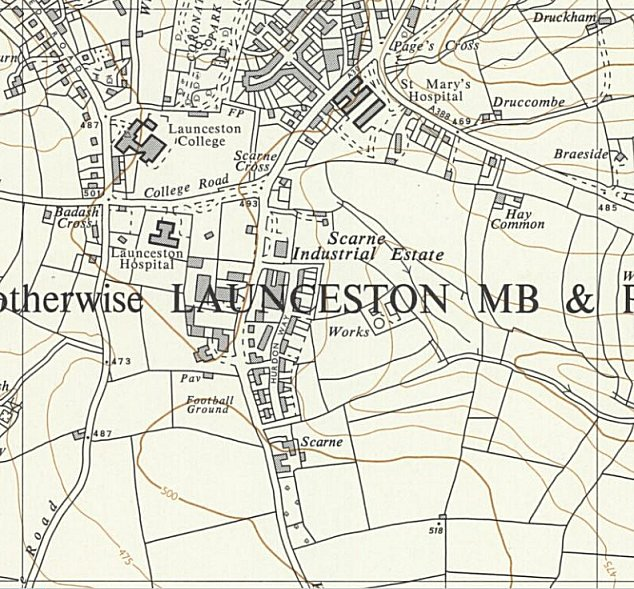 Druckham
Page's Cross
PARK
St. Mary's
Hospital
Druccombe
A388
469
FP
487
Launceston
College
Scarne
Cross
Braeside
College Road
501
493
485
Badash
Cross
Hay
Common
Launceston
Hospital
Scarne
Industrial Estate
otherwise LAUNCESTON MB &
Works
HURDON WAY
473
Pav
Football
Ground
487
Scarne
500
518
475
475
Road